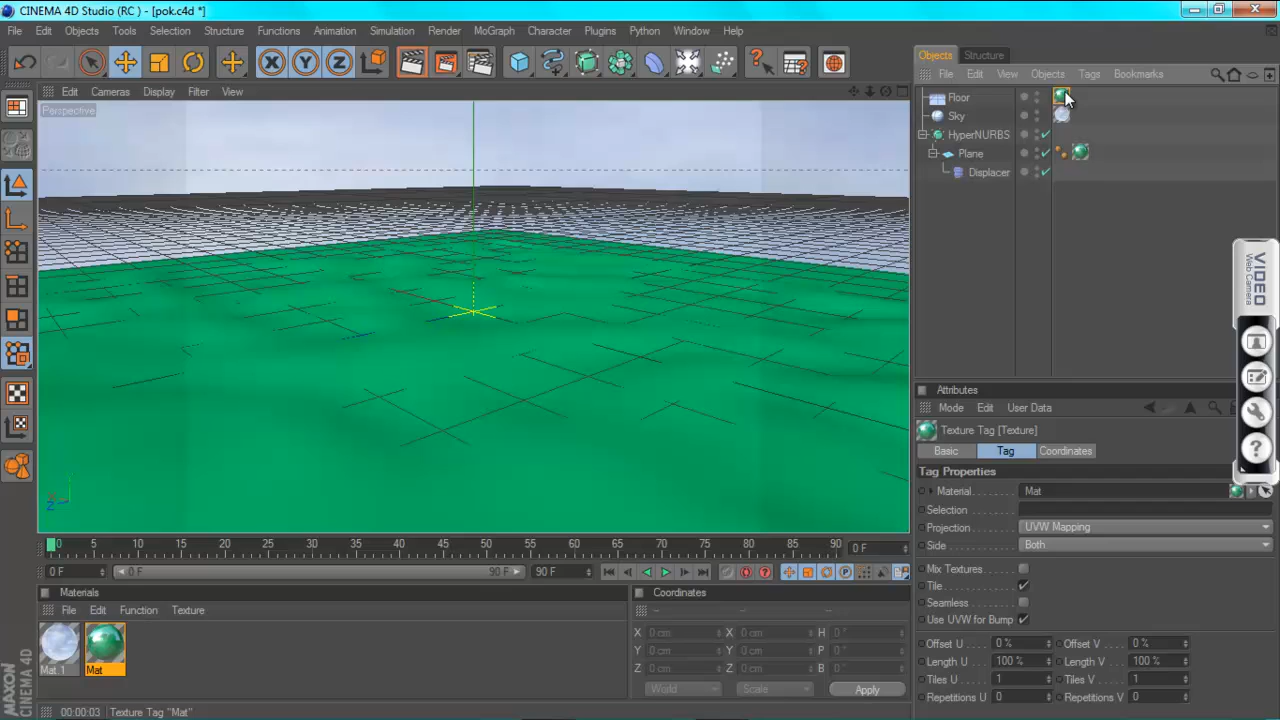 CINEMA 4D Studio (RC ) - [pok.c4d *]
File Edit Objects Tools Selection Structure Functions Animation Simulation Render MoGraph Character Plugins Python Window Help
X Y Z
Objects Structure
File Edit View Objects Tags Bookmarks
Edit Cameras Display Filter View
Perspective
Floor
Sky
HyperNURBS
Plane
Displacer
VIDEO
Web Camera
Attributes
Mode Edit User Data
Texture Tag [Texture]
Basic Tag Coordinates
Tag Properties
Material Mat
Selection
Projection UVW Mapping
Side Both
Mix Textures
Tile
Seamless
Use UVW for Bump
Offset U 0 % Offset V 0 %
Length U 100 % Length V 100 %
Tiles U 1 Tiles V 1
Repetitions U 0 Repetitions V 0
Z
0 5 10 15 20 25 30 35 40 45 50 55 60 65 70 75 80 85 90 0 F
0 F 0 F 90 F 90 F
Materials
File Edit Function Texture
Mat 1 Mat
Coordinates
-- -- --
X 0 cm X 0 cm H 0 °
Y 0 cm Y 0 cm P 0 °
Z 0 cm Z 0 cm B 0 °
World Scale Apply
MAXON
CINEMA 4D
00:00:03 Texture Tag "Mat"